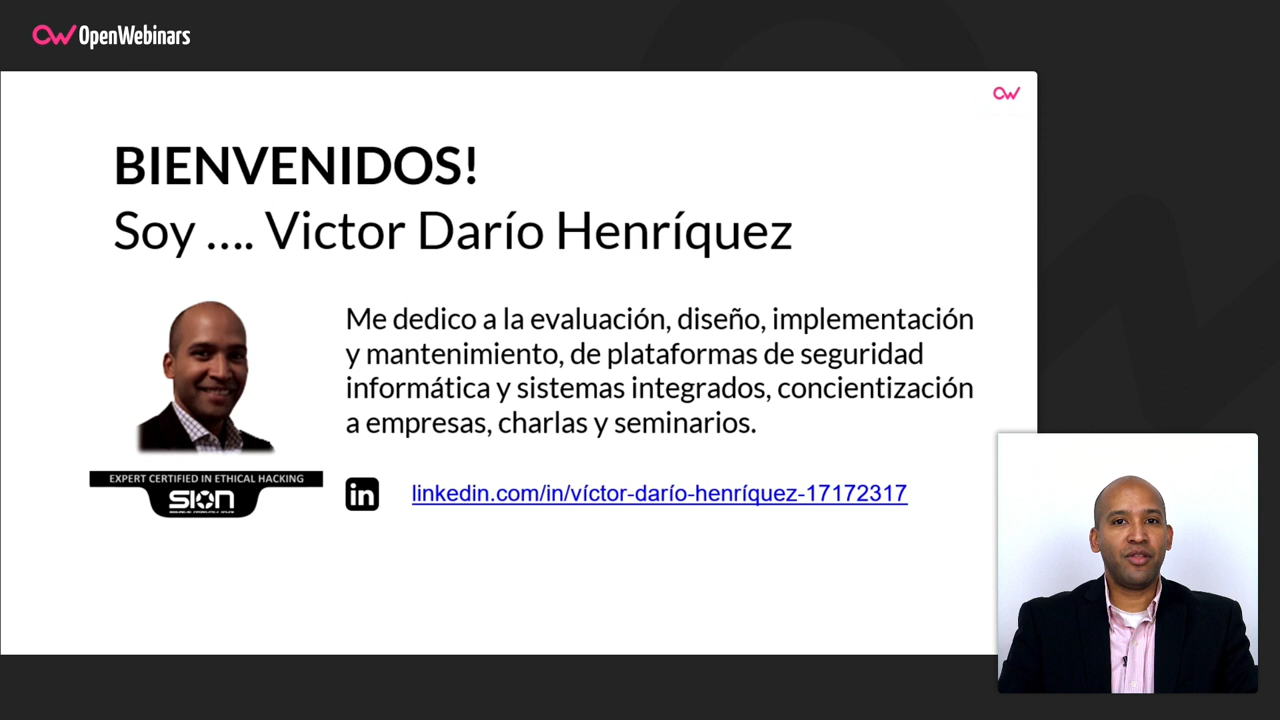 OpenWebinars
BIENVENIDOS!
Soy .... Victor Darío Henríquez
Me dedico a la evaluación, diseño, implementación
y mantenimiento, de plataformas de seguridad
informática y sistemas integrados, concientización
a empresas, charlas y seminarios.
EXPERT CERTIFIED IN ETHICAL HACKING
SION
in
linkedin.com/in/víctor-darío-henríquez-17172317